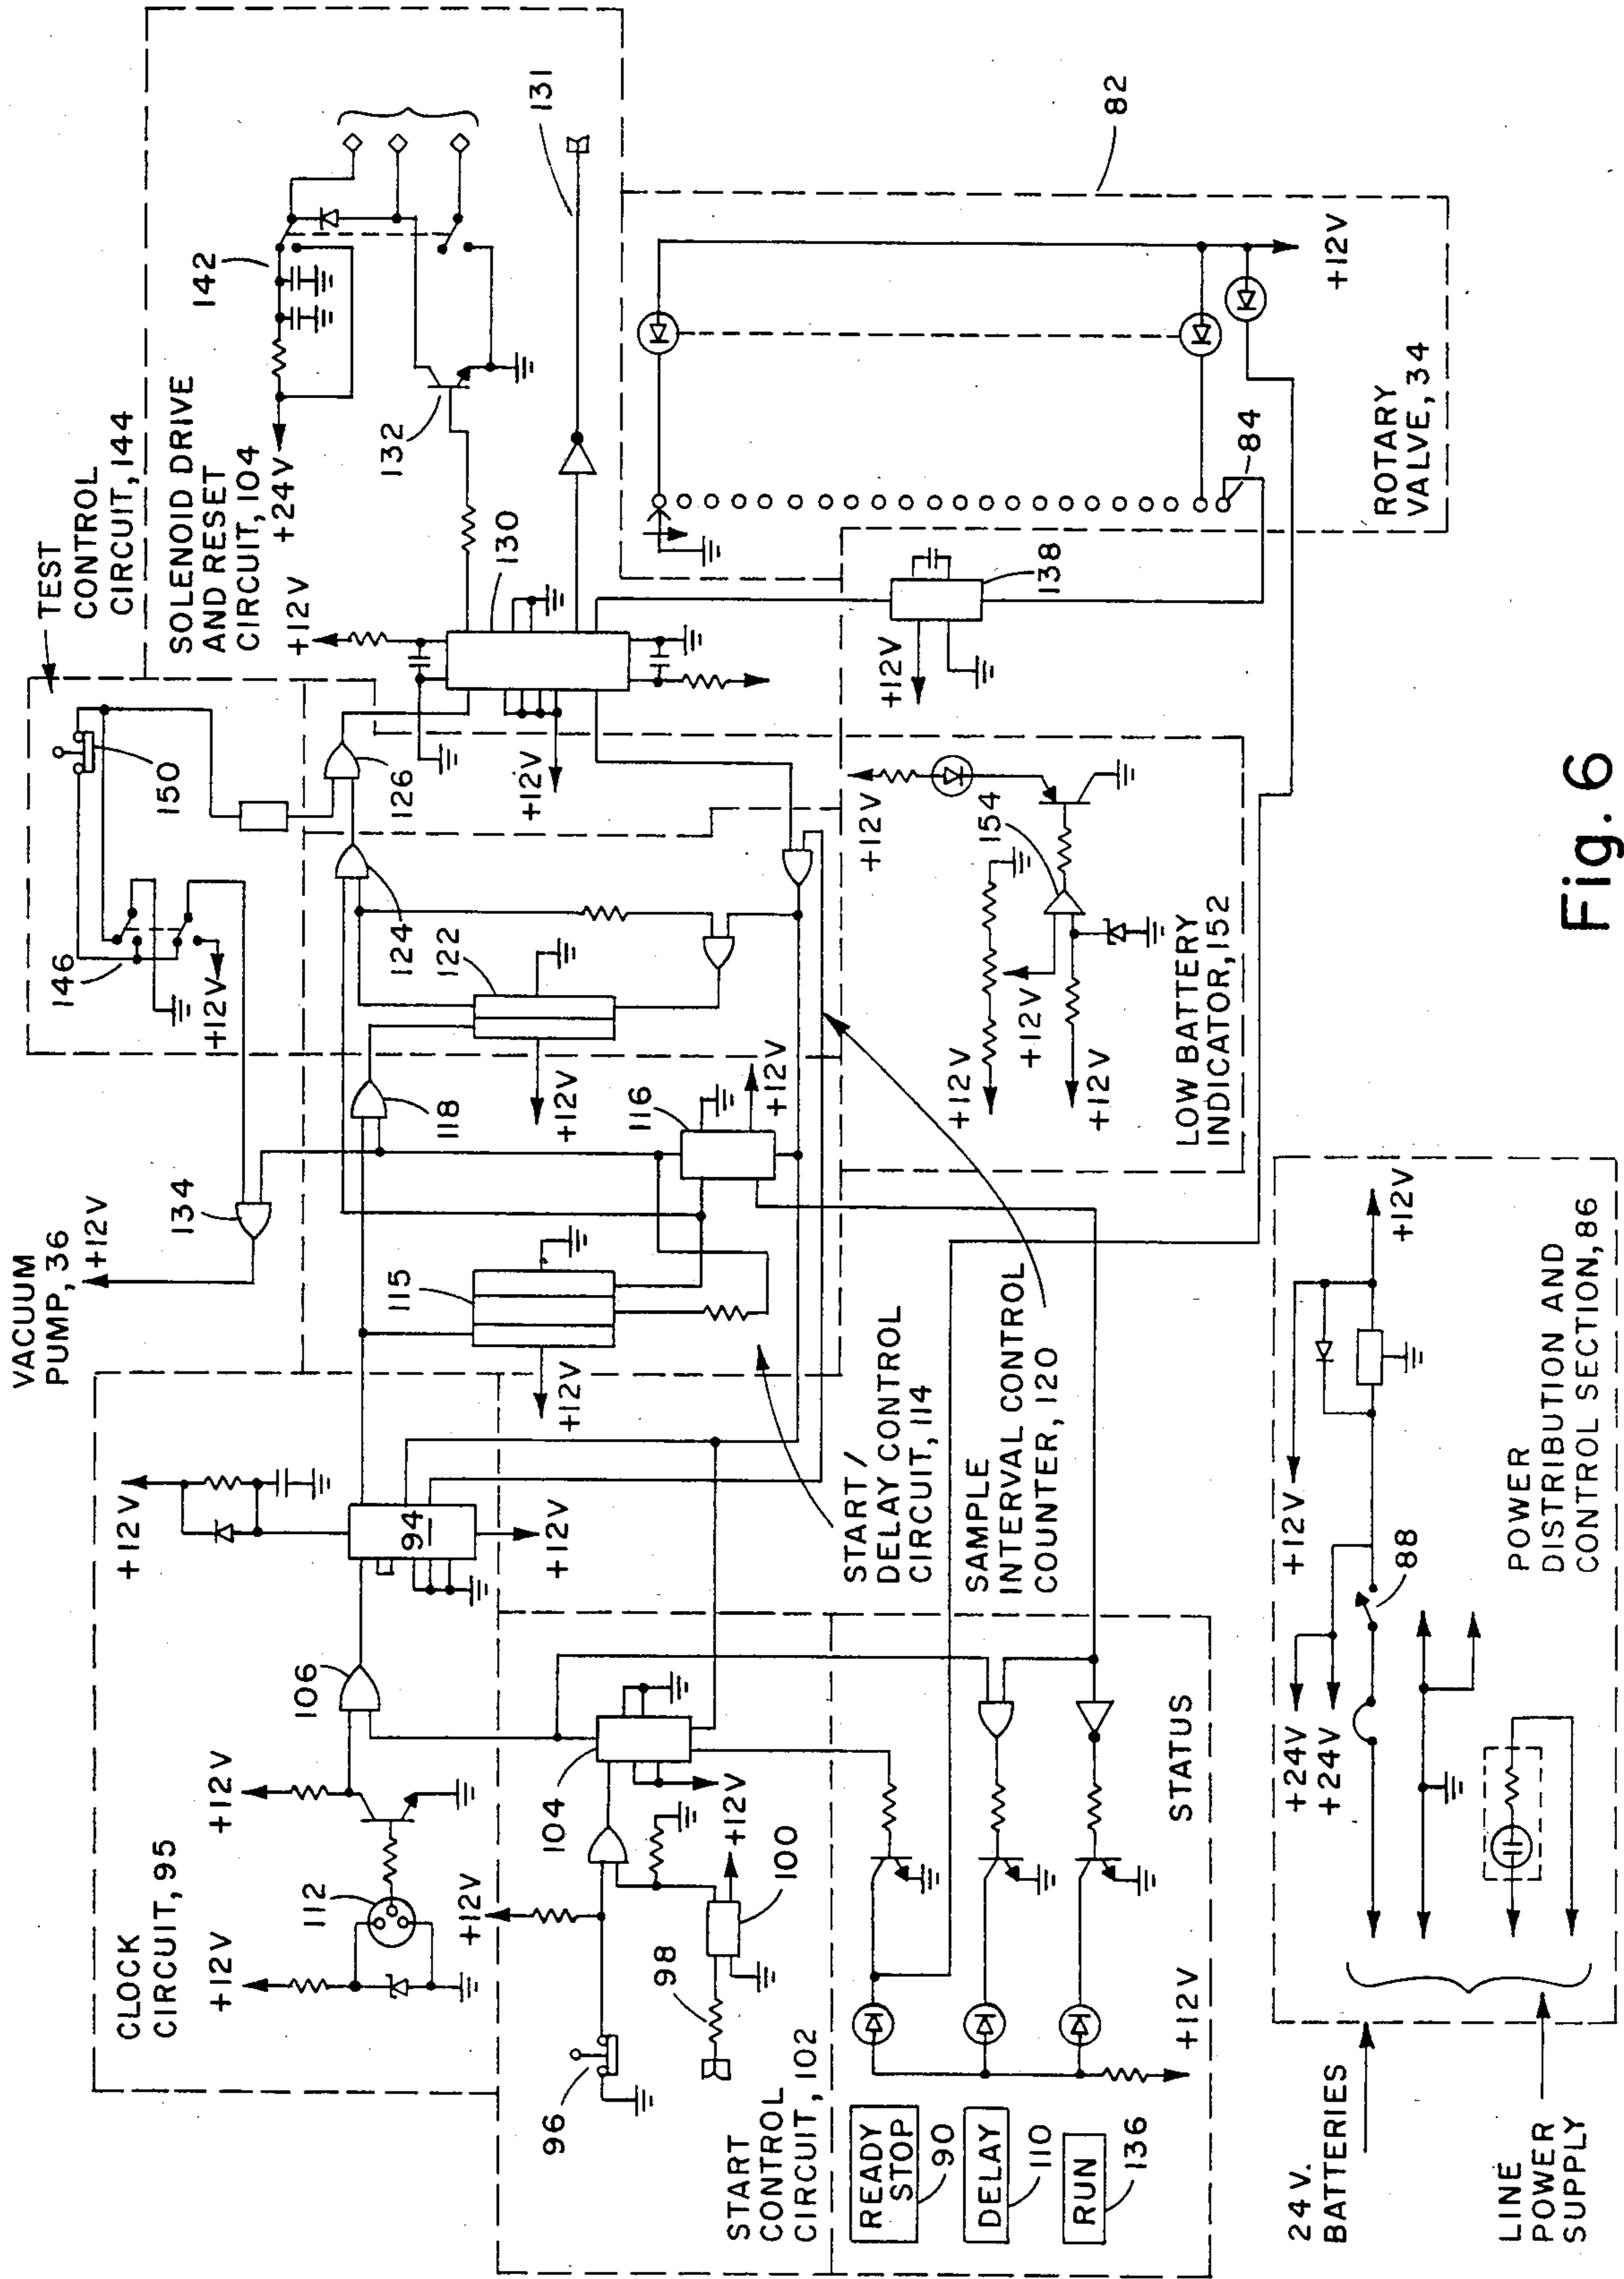 VACUUM
PUMP, 36
+12V
134
TEST
CONTROL
CIRCUIT, 144
146
+12V
150
SOLENOID DRIVE
AND RESET
CIRCUIT, 104
+24V
142
132
131
+12V
130
+12V
CLOCK
CIRCUIT, 95
+12V
+12V
112
106
+12V
94
+12V
115
+12V
118
122
+12V
124
126
116
+12V
START/
DELAY CONTROL
CIRCUIT, 114
SAMPLE
INTERVAL CONTROL
COUNTER, 120
96
+12V
98
100
+12V
104
START
CONTROL
CIRCUIT, 102
READY
STOP
90
DELAY
110
RUN
136
+12V
STATUS
+12V
138
82
+12V
84
ROTARY
VALVE, 34
+12V
154
+12V
+12V
+12V
LOW BATTERY
INDICATOR, 152
24 V.
BATTERIES
LINE
POWER
SUPPLY
+24V
+24V
88
+12V
+12V
POWER
DISTRIBUTION AND
CONTROL SECTION, 86
Fig. 6